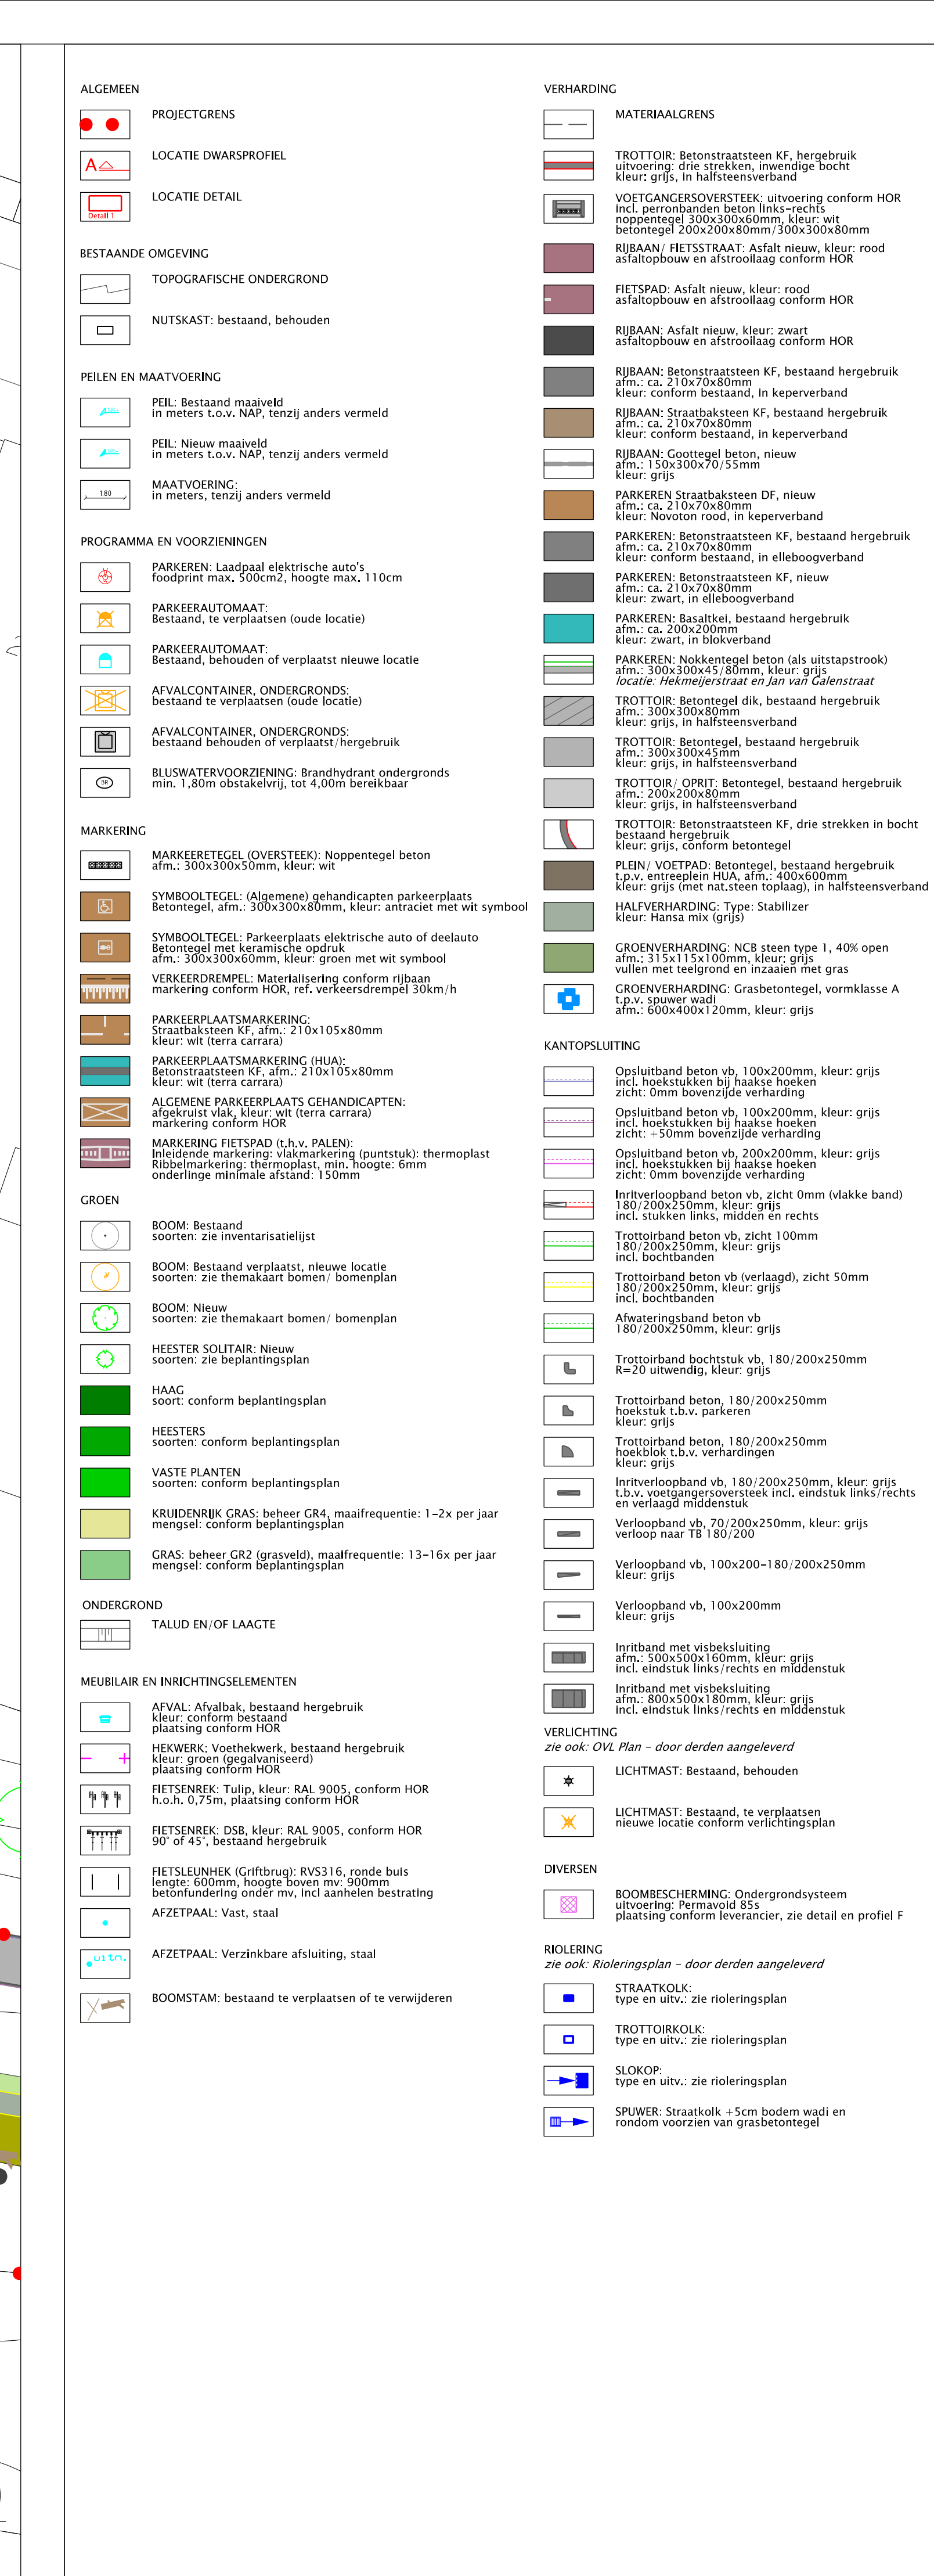 ALGEMEEN
PROJECTGRENS
A
LOCATIE DWARSPROFIEL
Detail 1
LOCATIE DETAIL
BESTAANDE OMGEVING
TOPOGRAFISCHE ONDERGROND
NUTSKAST: bestaand, behouden
PEILEN EN MAATVOERING
PEIL: Bestaand maaiveld
in meters t.o.v. NAP, tenzij anders vermeld
PEIL: Nieuw maaiveld
in meters t.o.v. NAP, tenzij anders vermeld
1.80
MAATVOERING:
in meters, tenzij anders vermeld
PROGRAMMA EN VOORZIENINGEN
PARKEREN: Laadpaal elektrische auto's
foodprint max. 500cm2, hoogte max. 110cm
PARKEERAUTOMAAT:
Bestaand, te verplaatsen (oude locatie)
PARKEERAUTOMAAT:
Bestaand, behouden of verplaatst nieuwe locatie
AFVALCONTAINER, ONDERGRONDS:
bestaand te verplaatsen (oude locatie)
AFVALCONTAINER, ONDERGRONDS:
bestaand behouden of verplaatst/hergebruik
BR
BLUSWATERVOORZIENING: Brandhydrant ondergronds
min. 1,80m obstakelvrij, tot 4,00m bereikbaar
MARKERING
MARKEERETEGEL (OVERSTEEK): Noppentegel beton
afm.: 300x300x50mm, kleur: wit
SYMBOOLTEGEL: (Algemene) gehandicapten parkeerplaats
Betontegel, afm.: 300x300x80mm, kleur: antraciet met wit symbool
SYMBOOLTEGEL: Parkeerplaats elektrische auto of deelauto
Betontegel met keramische opdruk
afm.: 300x300x60mm, kleur: groen met wit symbool
VERKEERDREMPEL: Materialisering conform rijbaan
markering conform HOR, ref. verkeersdrempel 30km/h
PARKEERPLAATSMARKERING:
Straatbaksteen KF, afm.: 210x105x80mm
kleur: wit (terra carrara)
PARKEERPLAATSMARKERING (HUA):
Betonstraatsteen KF, afm.: 210x105x80mm
kleur: wit (terra carrara)
ALGEMENE PARKEERPLAATS GEHANDICAPTEN:
afgekruist vlak, kleur: wit (terra carrara)
markering conform HOR
MARKERING FIETSPAD (t.h.v. PALEN):
Inleidende markering: vlakmarkering (puntstuk): thermoplast
Ribbelmarkering: thermoplast, min. hoogte: 6mm
onderlinge minimale afstand: 150mm
GROEN
BOOM: Bestaand
soorten: zie inventarisatielijst
BOOM: Bestaand verplaatst, nieuwe locatie
soorten: zie themakaart bomen/ bomenplan
BOOM: Nieuw
soorten: zie themakaart bomen/ bomenplan
HEESTER SOLITAIR: Nieuw
soorten: zie beplantingsplan
HAAG
soort: conform beplantingsplan
HEESTERS
soorten: conform beplantingsplan
VASTE PLANTEN
soorten: conform beplantingsplan
KRUIDENRIJK GRAS: beheer GR4, maaifrequentie: 1-2x per jaar
mengsel: conform beplantingsplan
GRAS: beheer GR2 (grasveld), maaifrequentie: 13-16x per jaar
mengsel: conform beplantingsplan
ONDERGROND
TALUD EN/OF LAAGTE
MEUBILAIR EN INRICHTINGSELEMENTEN
AFVAL: Afvalbak, bestaand hergebruik
kleur: conform bestaand
plaatsing conform HOR
HEKWERK: Voethekwerk, bestaand hergebruik
kleur: groen (gegalvaniseerd)
plaatsing conform HOR
FIETSENREK: Tulip, kleur: RAL 9005, conform HOR
h.o.h. 0,75m, plaatsing conform HOR
FIETSENREK: DSB, kleur: RAL 9005, conform HOR
90° of 45°, bestaand hergebruik
FIETSLEUNHEK (Griftbrug): RVS316, ronde buis
lengte: 600mm, hoogte boven mv: 900mm
betonfundering onder mv, incl aanhelen bestrating
AFZETPAAL: Vast, staal
uitn.
AFZETPAAL: Verzinkbare afsluiting, staal
BOOMSTAM: bestaand te verplaatsen of te verwijderen
VERHARDING
MATERIAALGRENS
TROTTOIR: Betonstraatsteen KF, hergebruik
uitvoering: drie strekken, inwendige bocht
kleur: grijs, in halfsteensverband
VOETGANGERSOVERSTEEK: uitvoering conform HOR
incl. perronbanden beton links-rechts
noppentegel 300x300x60mm, kleur: wit
betontegel 200x200x80mm/300x300x80mm
RIJBAAN/ FIETSSTRAAT: Asfalt nieuw, kleur: rood
asfaltopbouw en afstrooilaag conform HOR
FIETSPAD: Asfalt nieuw, kleur: rood
asfaltopbouw en afstrooilaag conform HOR
RIJBAAN: Asfalt nieuw, kleur: zwart
asfaltopbouw en afstrooilaag conform HOR
RIJBAAN: Betonstraatsteen KF, bestaand hergebruik
afm.: ca. 210x70x80mm
kleur: conform bestaand, in keperverband
RIJBAAN: Straatbaksteen KF, bestaand hergebruik
afm.: ca. 210x70x80mm
kleur: conform bestaand, in keperverband
RIJBAAN: Goottegel beton, nieuw
afm.: 150x300x70/55mm
kleur: grijs
PARKEREN Straatbaksteen DF, nieuw
afm.: ca. 210x70x80mm
kleur: Novoton rood, in keperverband
PARKEREN: Betonstraatsteen KF, bestaand hergebruik
afm.: ca. 210x70x80mm
kleur: conform bestaand, in elleboogverband
PARKEREN: Betonstraatsteen KF, nieuw
afm.: ca. 210x70x80mm
kleur: zwart, in elleboogverband
PARKEREN: Basaltkei, bestaand hergebruik
afm.: ca. 200x200mm
kleur: zwart, in blokverband
PARKEREN: Nokkentegel beton (als uitstapstrook)
afm.: 300x300x45/80mm, kleur: grijs
locatie: Hekmeijerstraat en Jan van Galenstraat
TROTTOIR: Betontegel dik, bestaand hergebruik
afm.: 300x300x80mm
kleur: grijs, in halfsteensverband
TROTTOIR: Betontegel, bestaand hergebruik
afm.: 300x300x45mm
kleur: grijs, in halfsteensverband
TROTTOIR/ OPRIT: Betontegel, bestaand hergebruik
afm.: 200x200x80mm
kleur: grijs, in halfsteensverband
TROTTOIR: Betonstraatsteen KF, drie strekken in bocht
bestaand hergebruik
kleur: grijs, conform betontegel
PLEIN/ VOETPAD: Betontegel, bestaand hergebruik
t.p.v. entreeplein HUA, afm.: 400x600mm
kleur: grijs (met nat.steen toplaag), in halfsteensverband
HALFVERHARDING: Type: Stabilizer
kleur: Hansa mix (grijs)
GROENVERHARDING: NCB steen type 1, 40% open
afm.: 315x115x100mm, kleur: grijs
vullen met teelgrond en inzaaien met gras
GROENVERHARDING: Grasbetontegel, vormklasse A
t.p.v. spuwer wadi
afm.: 600x400x120mm, kleur: grijs
KANTOPSLUITING
Opsluitband beton vb, 100x200mm, kleur: grijs
incl. hoekstukken bij haakse hoeken
zicht: 0mm bovenzijde verharding
Opsluitband beton vb, 100x200mm, kleur: grijs
incl. hoekstukken bij haakse hoeken
zicht: +50mm bovenzijde verharding
Opsluitband beton vb, 200x200mm, kleur: grijs
incl. hoekstukken bij haakse hoeken
zicht: 0mm bovenzijde verharding
Inritverloopband beton vb, zicht 0mm (vlakke band)
180/200x250mm, kleur: grijs
incl. stukken links, midden en rechts
Trottoirband beton vb, zicht 100mm
180/200x250mm, kleur: grijs
incl. bochtbanden
Trottoirband beton vb (verlaagd), zicht 50mm
180/200x250mm, kleur: grijs
incl. bochtbanden
Afwateringsband beton vb
180/200x250mm, kleur: grijs
Trottoirband bochtstuk vb, 180/200x250mm
R=20 uitwendig, kleur: grijs
Trottoirband beton, 180/200x250mm
hoekstuk t.b.v. parkeren
kleur: grijs
Trottoirband beton, 180/200x250mm
hoekblok t.b.v. verhardingen
kleur: grijs
Inritverloopband vb, 180/200x250mm, kleur: grijs
t.b.v. voetgangersoversteek incl. eindstuk links/rechts
en verlaagd middenstuk
Verloopband vb, 70/200x250mm, kleur: grijs
verloop naar TB 180/200
Verloopband vb, 100x200-180/200x250mm
kleur: grijs
Verloopband vb, 100x200mm
kleur: grijs
Inritband met visbeksluiting
afm.: 500x500x160mm, kleur: grijs
incl. eindstuk links/rechts en middenstuk
Inritband met visbeksluiting
afm.: 800x500x180mm, kleur: grijs
incl. eindstuk links/rechts en middenstuk
VERLICHTING
zie ook: OVL Plan - door derden aangeleverd
LICHTMAST: Bestaand, behouden
LICHTMAST: Bestaand, te verplaatsen
nieuwe locatie conform verlichtingsplan
DIVERSEN
BOOMBESCHERMING: Ondergrondsysteem
uitvoering: Permavoid 85s
plaatsing conform leverancier, zie detail en profiel F
RIOLERING
zie ook: Rioleringsplan - door derden aangeleverd
STRAATKOLK:
type en uitv.: zie rioleringsplan
TROTTOIRKOLK:
type en uitv.: zie rioleringsplan
SLOKOP:
type en uitv.: zie rioleringsplan
SPUWER: Straatkolk +5cm bodem wadi en
rondom voorzien van grasbetontegel